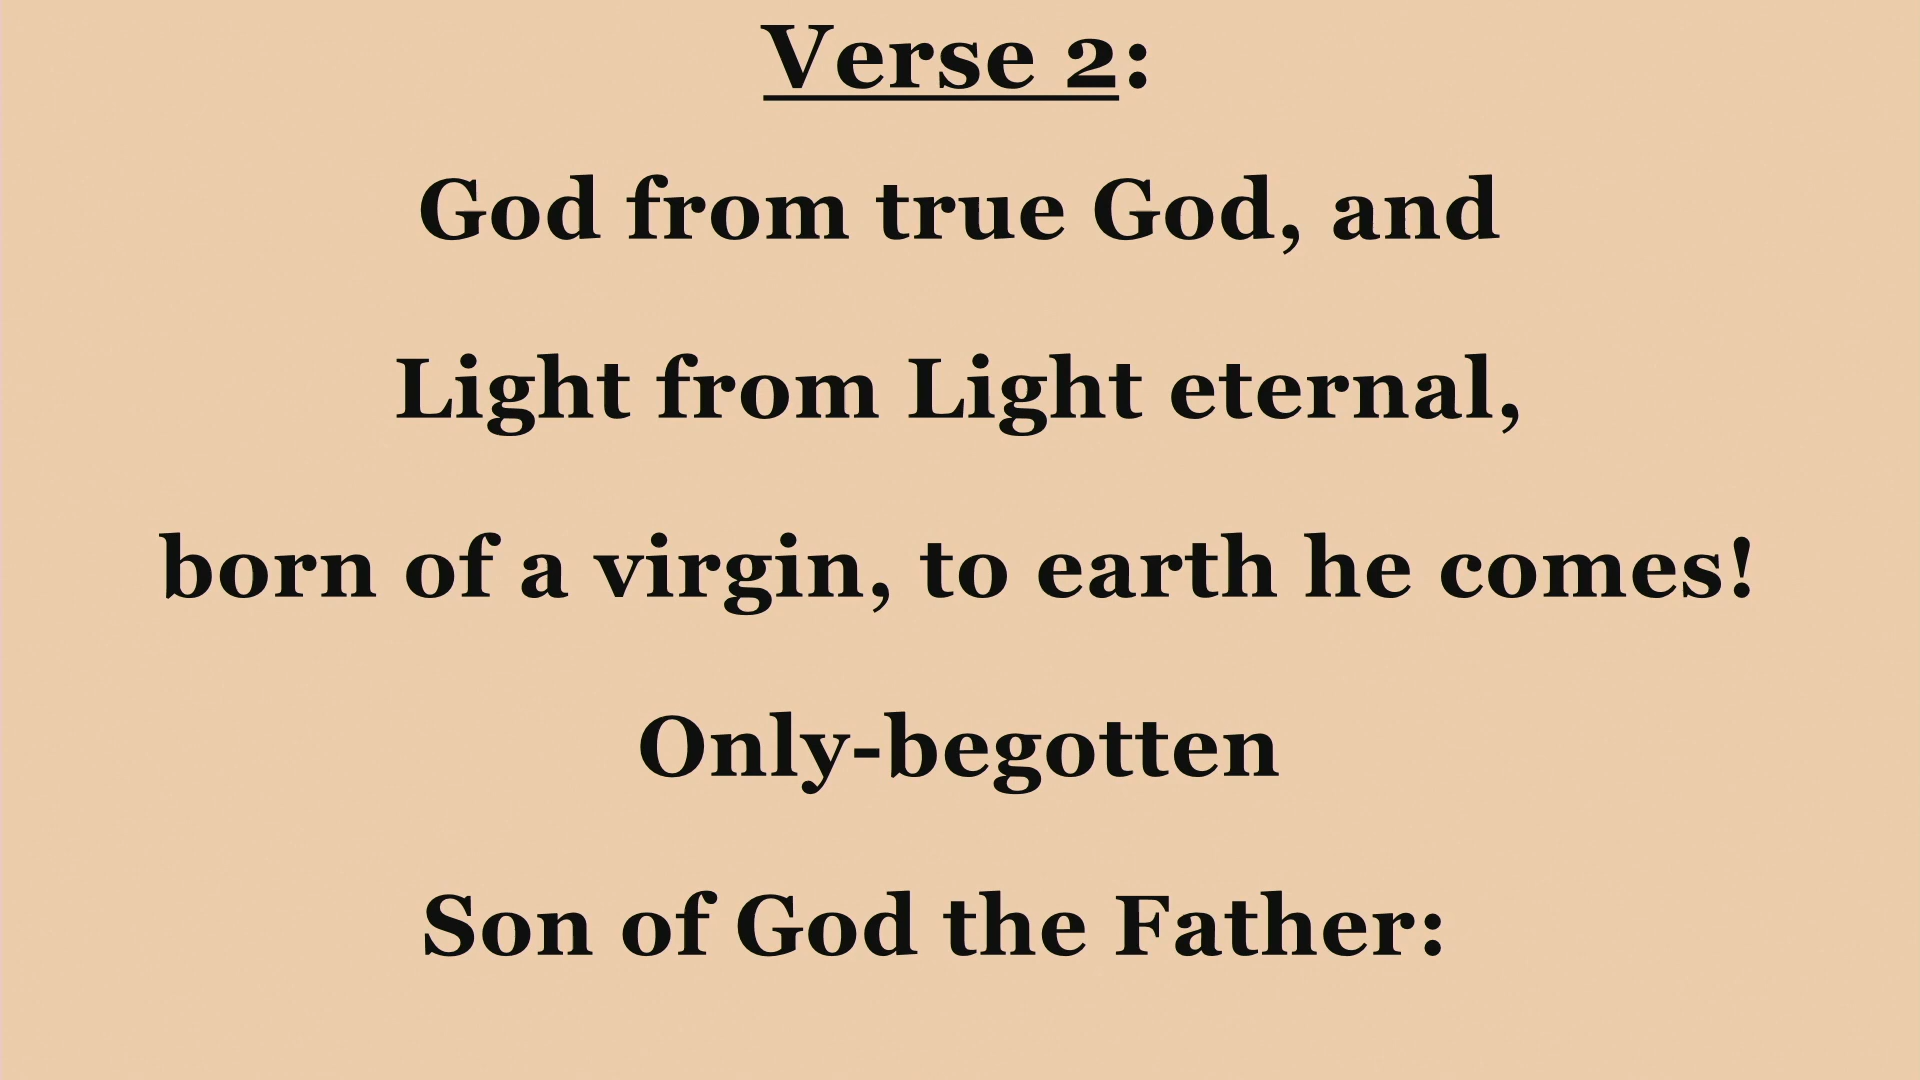 Verse 2:
God from true God, and
Light from Light eternal,
born of a virgin, to earth he comes!
Only-begotten
Son of God the Father: